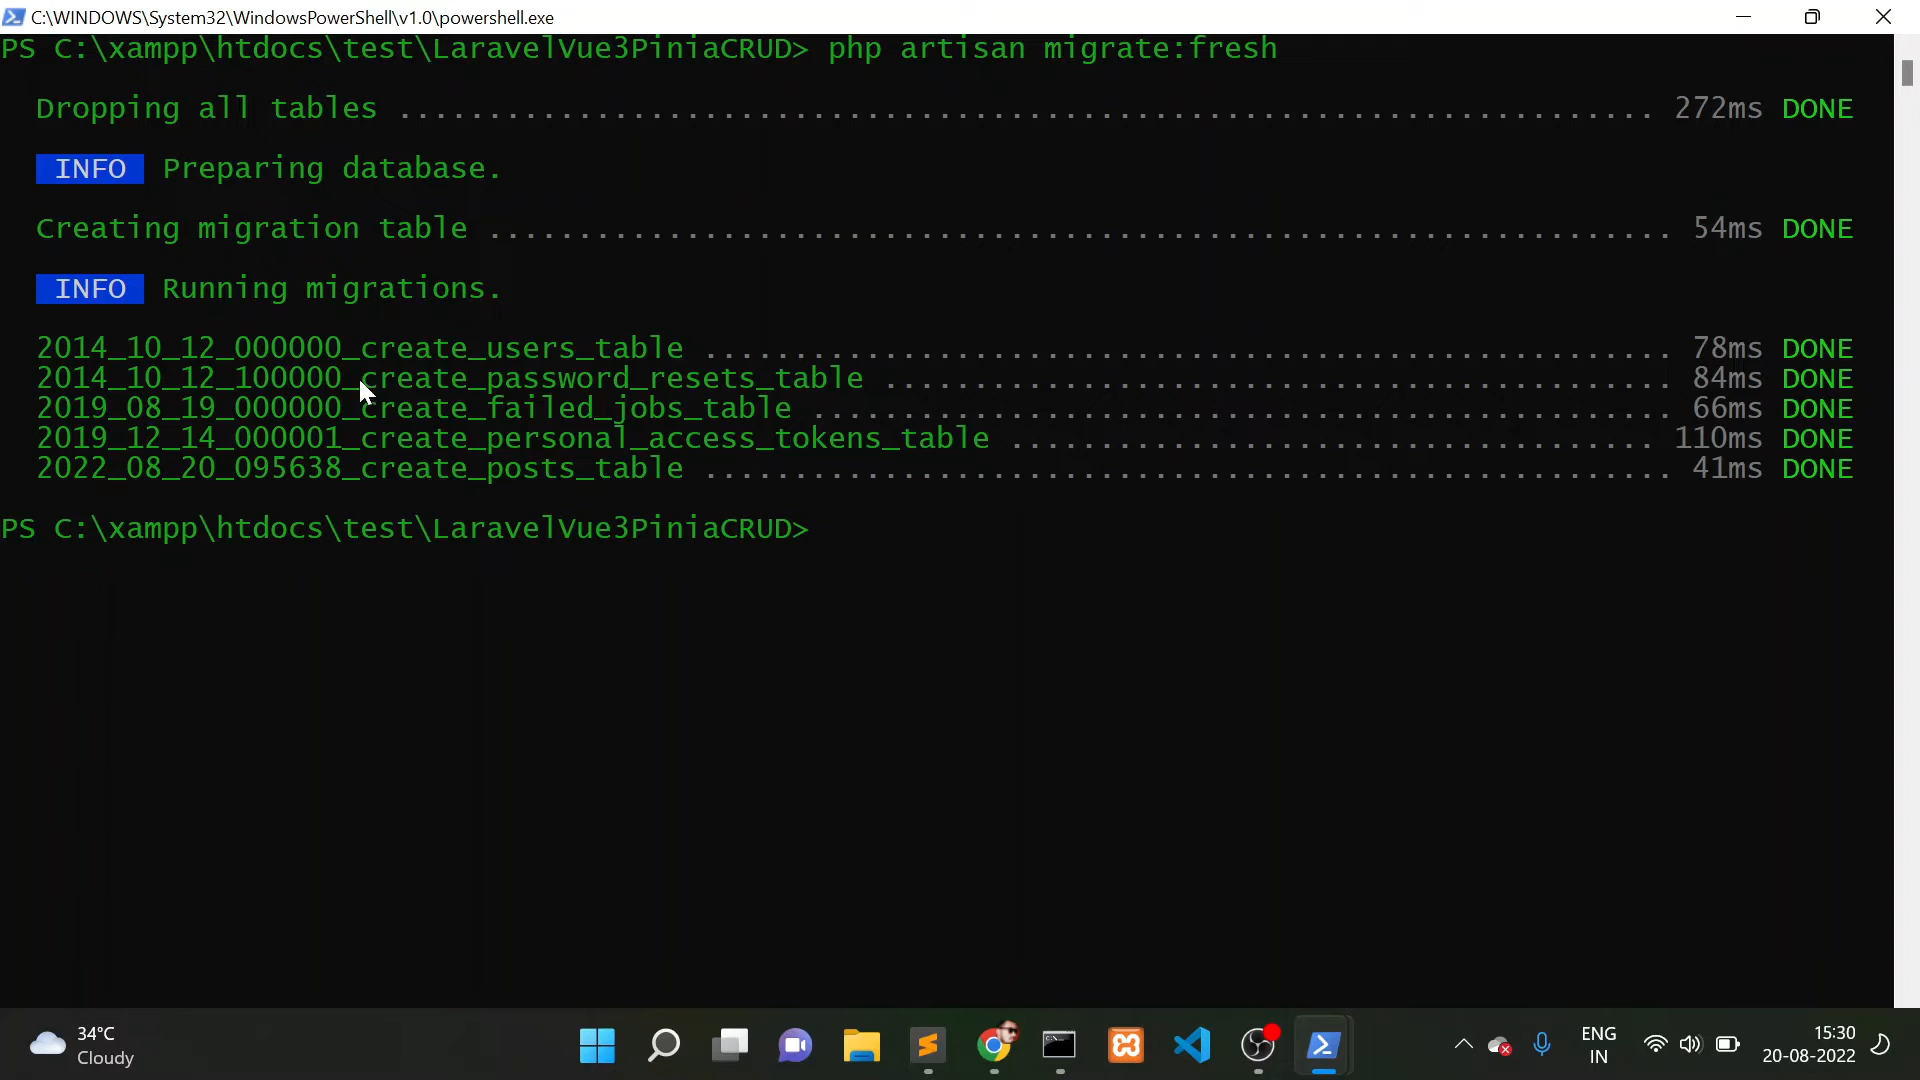 C:\WINDOWS\System32\WindowsPowerShell\v1.0\powershell.exe
PS C:\xampp\htdocs\test\LaravelVue3PiniaCRUD> php artisan migrate:fresh
Dropping all tables ...................................................................... 272ms DONE
INFO Preparing database.
Creating migration table .................................................................. 54ms DONE
INFO Running migrations.
2014_10_12_000000_create_users_table ...................................................... 78ms DONE
2014_10_12_100000_create_password_resets_table ............................................ 84ms DONE
2019_08_19_000000_create_failed_jobs_table ................................................ 66ms DONE
2019_12_14_000001_create_personal_access_tokens_table .................................... 110ms DONE
2022_08_20_095638_create_posts_table ...................................................... 41ms DONE
PS C:\xampp\htdocs\test\LaravelVue3PiniaCRUD>
34°C
Cloudy
ENG
IN
15:30
20-08-2022